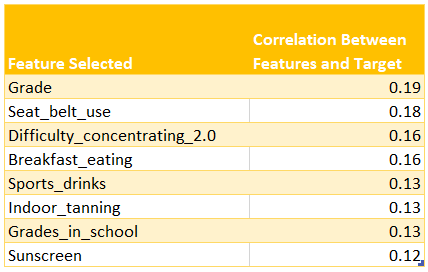 Feature Selected Correlation Between Features and Target
Grade 0.19
Seat_belt_use 0.18
Difficulty_concentrating_2.0 0.16
Breakfast_eating 0.16
Sports_drinks 0.13
Indoor_tanning 0.13
Grades_in_school 0.13
Sunscreen 0.12